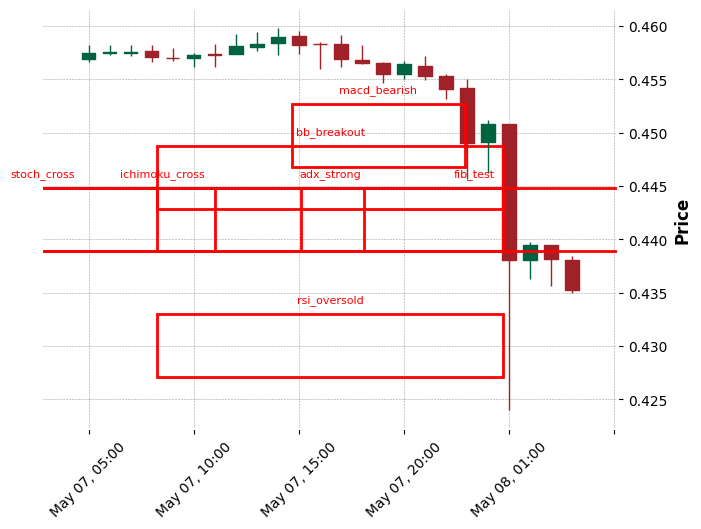 macd_bearish
bb_breakout
stoch_cross ichimoku_cross adx_strong fib_test
rsi_oversold
0.460
0.455
0.450
0.445
0.440
0.435
0.430
0.425
Price
May 07, 05:00
May 07, 10:00
May 07, 15:00
May 07, 20:00
May 08, 01:00